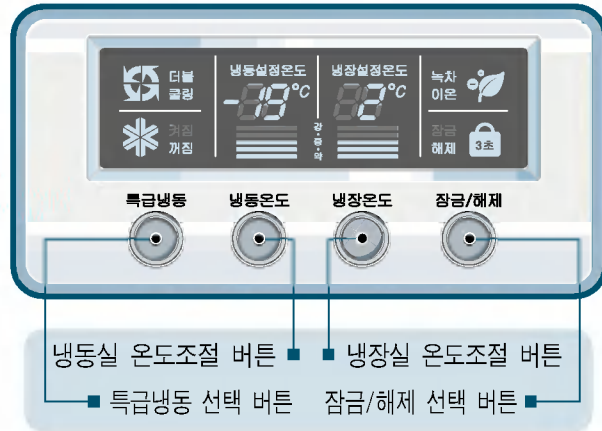 더블 쿨링
냉동설정온도
-19°C
냉장설정온도
2°C
녹차 이온
켜짐
꺼짐
강·중·약
잠금
해제
3초
특급냉동 냉동온도 냉장온도 잠금/해제
냉동실 온도조절 버튼 냉장실 온도조절 버튼
특급냉동 선택 버튼 잠금/해제 선택 버튼